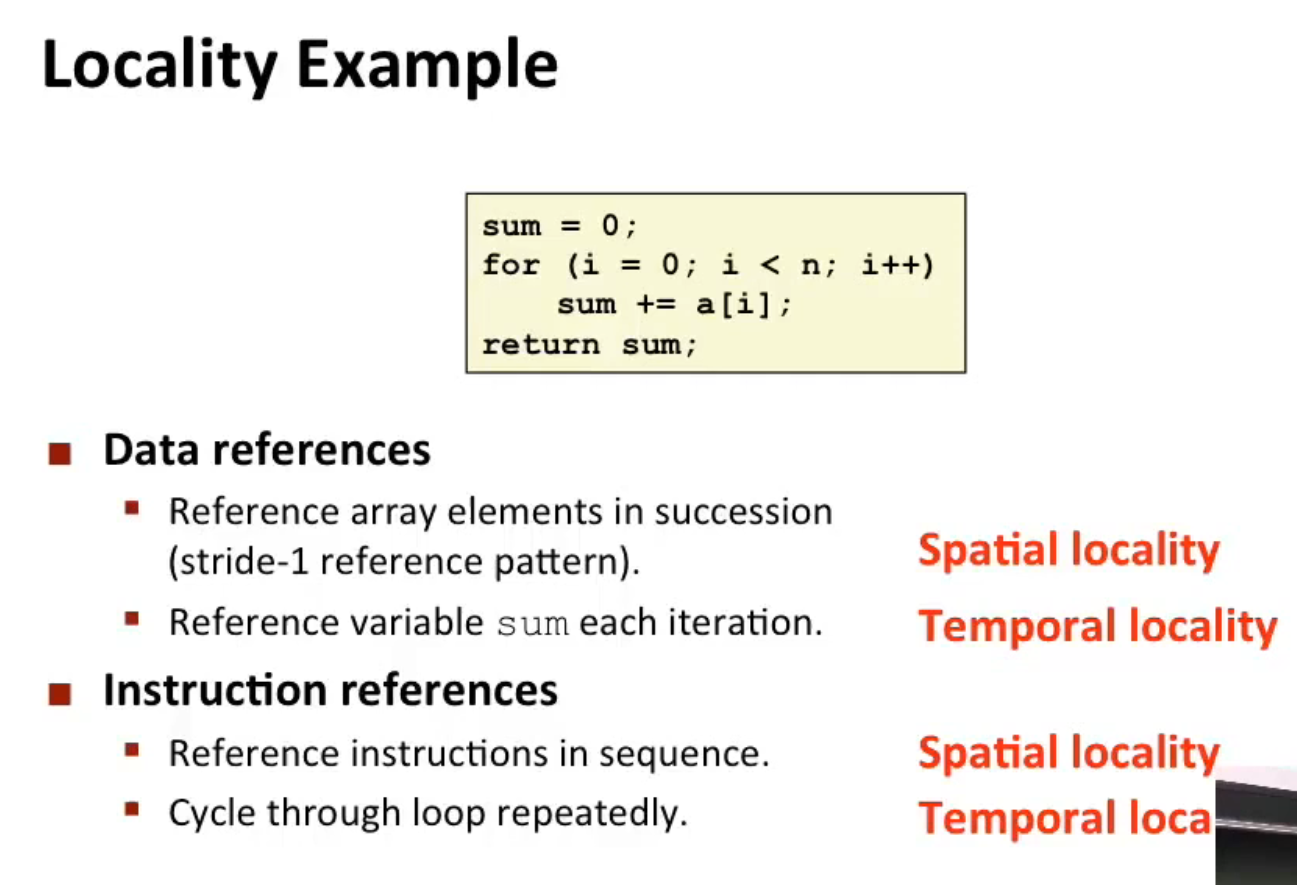 Locality Example
sum = 0;
for (i = 0; i < n; i++)
sum += a[i];
return sum;
Data references
Reference array elements in succession
(stride-1 reference pattern).
Spatial locality
Reference variable sum each iteration.
Temporal locality
Instruction references
Reference instructions in sequence.
Spatial locality
Cycle through loop repeatedly.
Temporal loca